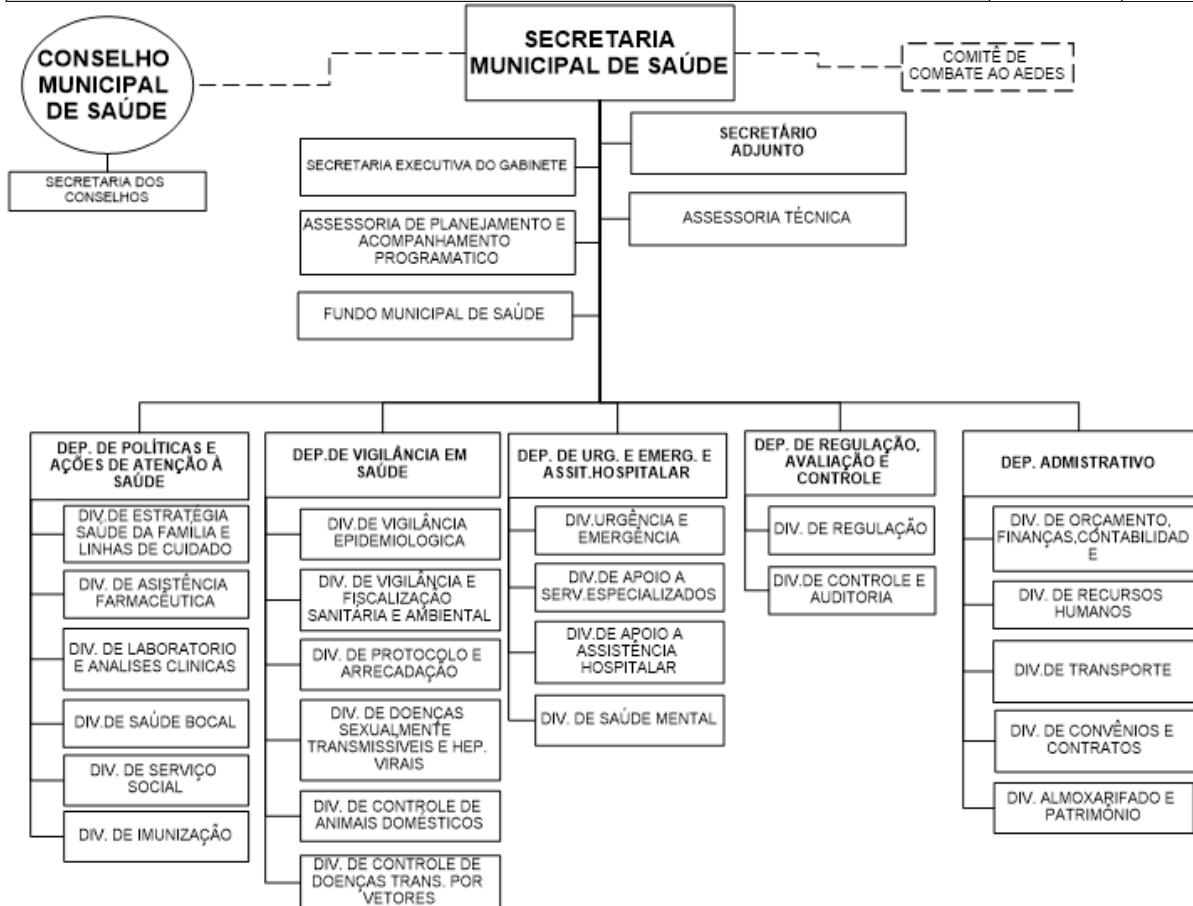 CONSELHO
MUNICIPAL
DE SAÚDE
SECRETARIA
MUNICIPAL DE SAÚDE
COMITÊ DE
COMBATE AO AEDES
SECRETARIA DOS
CONSELHOS
SECRETARIA EXECUTIVA DO GABINETE
SECRETÁRIO
ADJUNTO
ASSESSORIA DE PLANEJAMENTO E
ACOMPANHAMENTO
PROGRAMATICO
ASSESSORIA TÉCNICA
FUNDO MUNICIPAL DE SAÚDE
DEP. DE POLÍTICAS E
AÇÕES DE ATENÇÃO À
SAÚDE
DIV.DE ESTRATÉGIA
SAÚDE DA FAMÍLIA E
LINHAS DE CUIDADO
DIV. DE ASISTÊNCIA
FARMACÊUTICA
DIV. DE LABORATORIO
E ANALISES CLINICAS
DIV.DE SAÚDE BOCAL
DIV. DE SERVIÇO
SOCIAL
DIV. DE IMUNIZAÇÃO
DEP.DE VIGILÂNCIA EM
SAÚDE
DIV.DE VIGILÂNCIA
EPIDEMIOLOGICA
DIV. DE VIGILÂNCIA E
FISCALIZAÇÃO
SANITÁRIA E AMBIENTAL
DIV. DE PROTOCOLO E
ARRECADAÇÃO
DIV. DE DOENÇAS
SEXUALMENTE
TRANSMISSIVEIS E HEP.
VIRAIS
DIV. DE CONTROLE DE
ANIMAIS DOMÉSTICOS
DIV. DE CONTROLE DE
DOENÇAS TRANS. POR
VETORES
DEP. DE URG. E EMERG. E
ASSIT.HOSPITALAR
DIV.URGÊNCIA E
EMERGÊNCIA
DIV.DE APOIO A
SERV.ESPECIALIZADOS
DIV.DE APOIO A
ASSISTÊNCIA
HOSPITALAR
DIV. DE SAÚDE MENTAL
DEP. DE REGULAÇÃO,
AVALIAÇÃO E
CONTROLE
DIV. DE REGULAÇÃO
DIV.DE CONTROLE E
AUDITORIA
DEP. ADMISTRATIVO
DIV. DE ORÇAMENTO,
FINANÇAS,CONTABILIDAD
E
DIV. DE RECURSOS
HUMANOS
DIV.DE TRANSPORTE
DIV. DE CONVÊNIOS E
CONTRATOS
DIV. ALMOXARIFADO E
PATRIMÔNIO